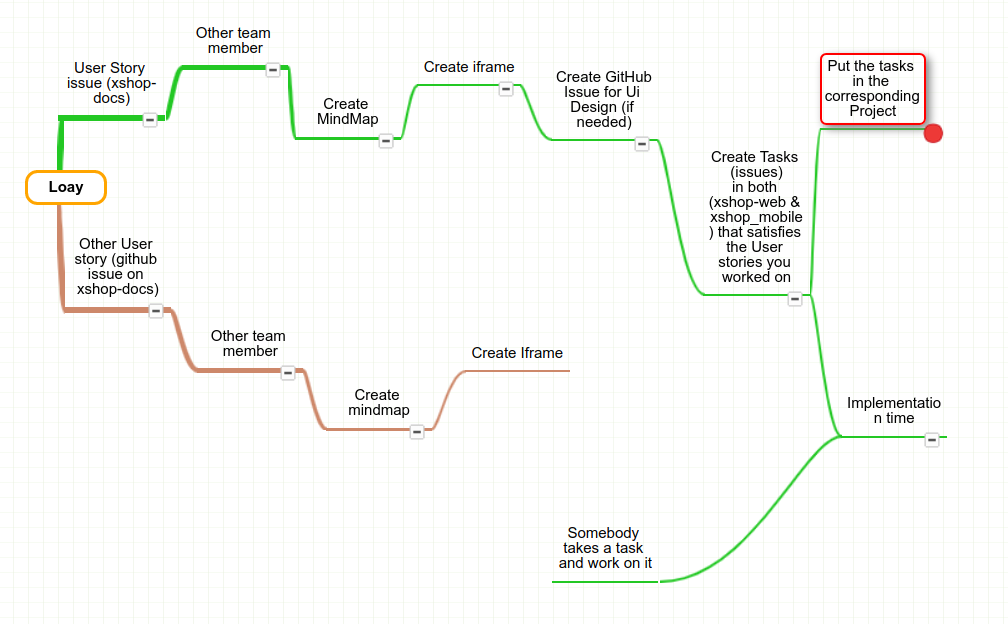 Loay
User Story
issue (xshop-
docs)
Other team
member
Create
MindMap
Create iframe
Create GitHub
Issue for Ui
Design (if
needed)
Create Tasks
(issues)
in both
(xshop-web &
xshop_mobile
) that satisfies
the User
stories you
worked on
Put the tasks
in the
corresponding
Project
Implementatio
n time
Somebody
takes a task
and work on it
Other User
story (github
issue on
xshop-docs)
Other team
member
Create
mindmap
Create Iframe